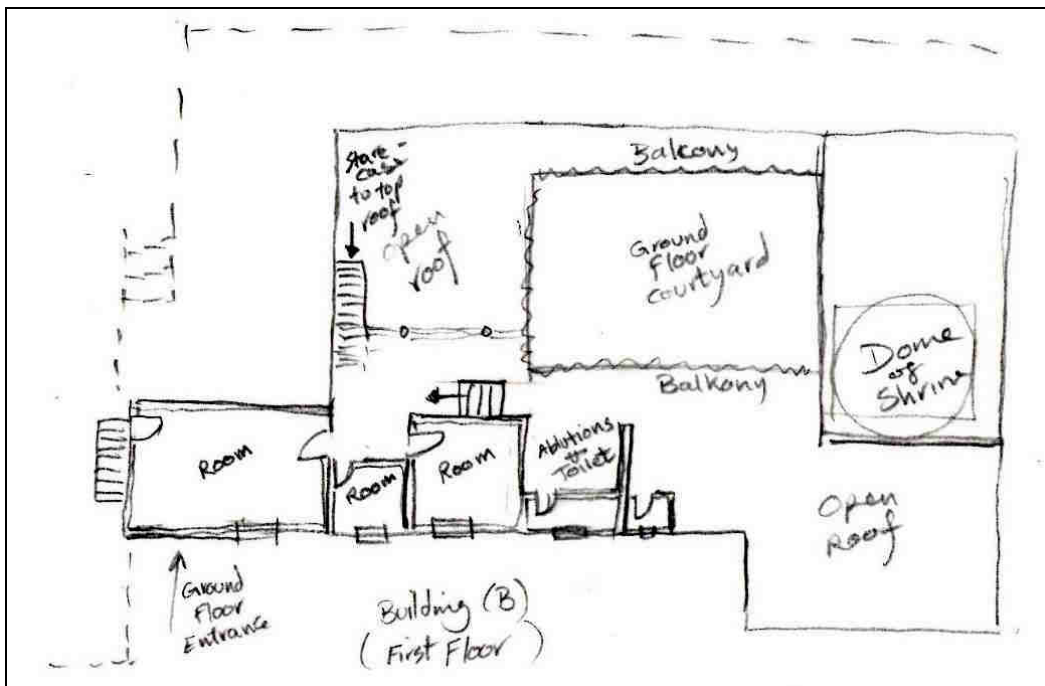 Stare-
case
to top
roof
open
roof
Balkony
Ground
Floor
Courtyard
Dome
of
Shrine
Balkony
Room
Room
Room
Ablutions
Toilet
Open
Roof
Ground
Floor
Entrance
Building (B)
(First Floor)